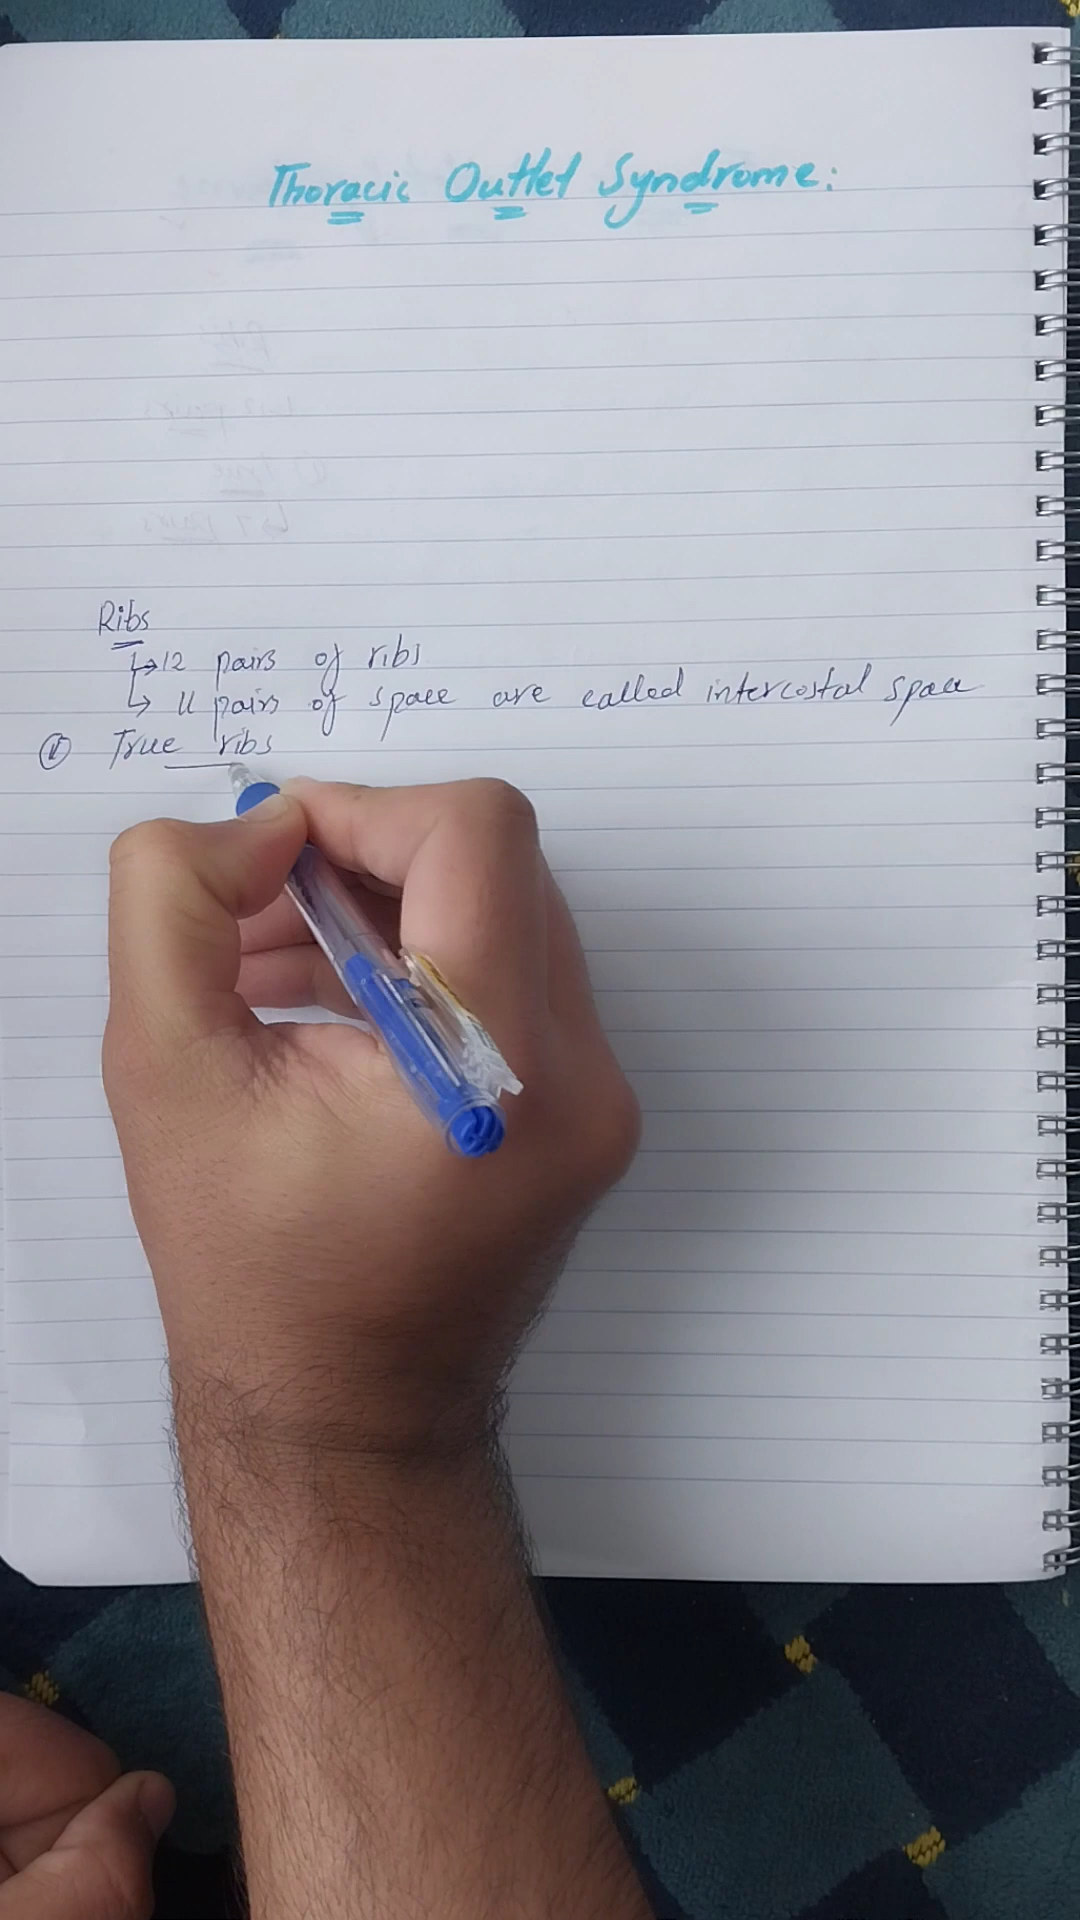 Thoracic Outlet Syndrome:
Ribs
↳ 12 pairs of ribs
↳ 11 pairs of space are called intercostal space
① True ribs